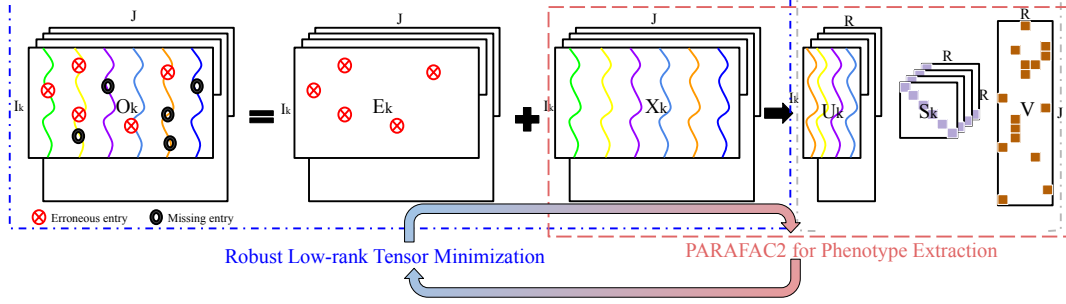 J
J
J
R
R
R
R
Iₖ
Oₖ
Iₖ
Eₖ
Iₖ
Xₖ
Iₖ
Uₖ
Sₖ
R
V
J
Erroneous entry
Missing entry
Robust Low-rank Tensor Minimization
PARAFAC2 for Phenotype Extraction